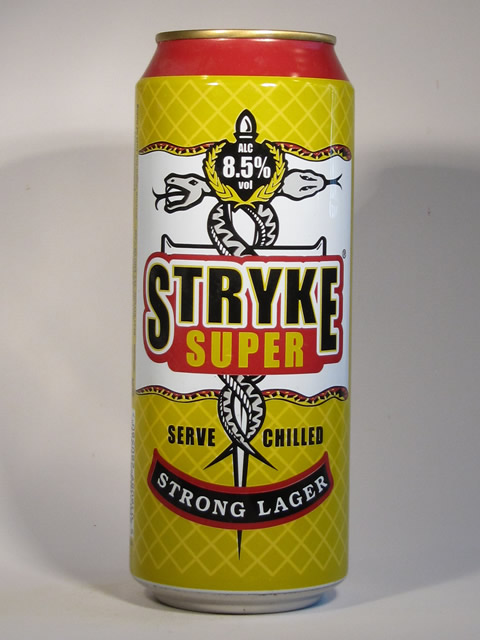 ALC
8.5%
vol
STRYKE
®
SUPER
SERVE CHILLED
STRONG LAGER